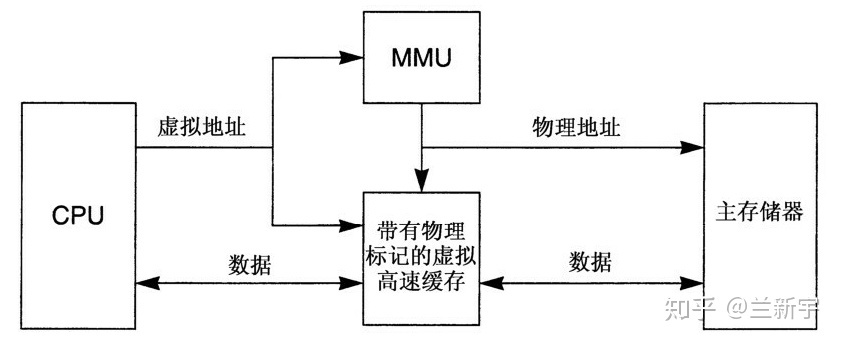 MMU
虚拟地址
物理地址
CPU
带有物理
标记的虚拟
高速缓存
主存储器
数据
数据
知乎 @兰新宇